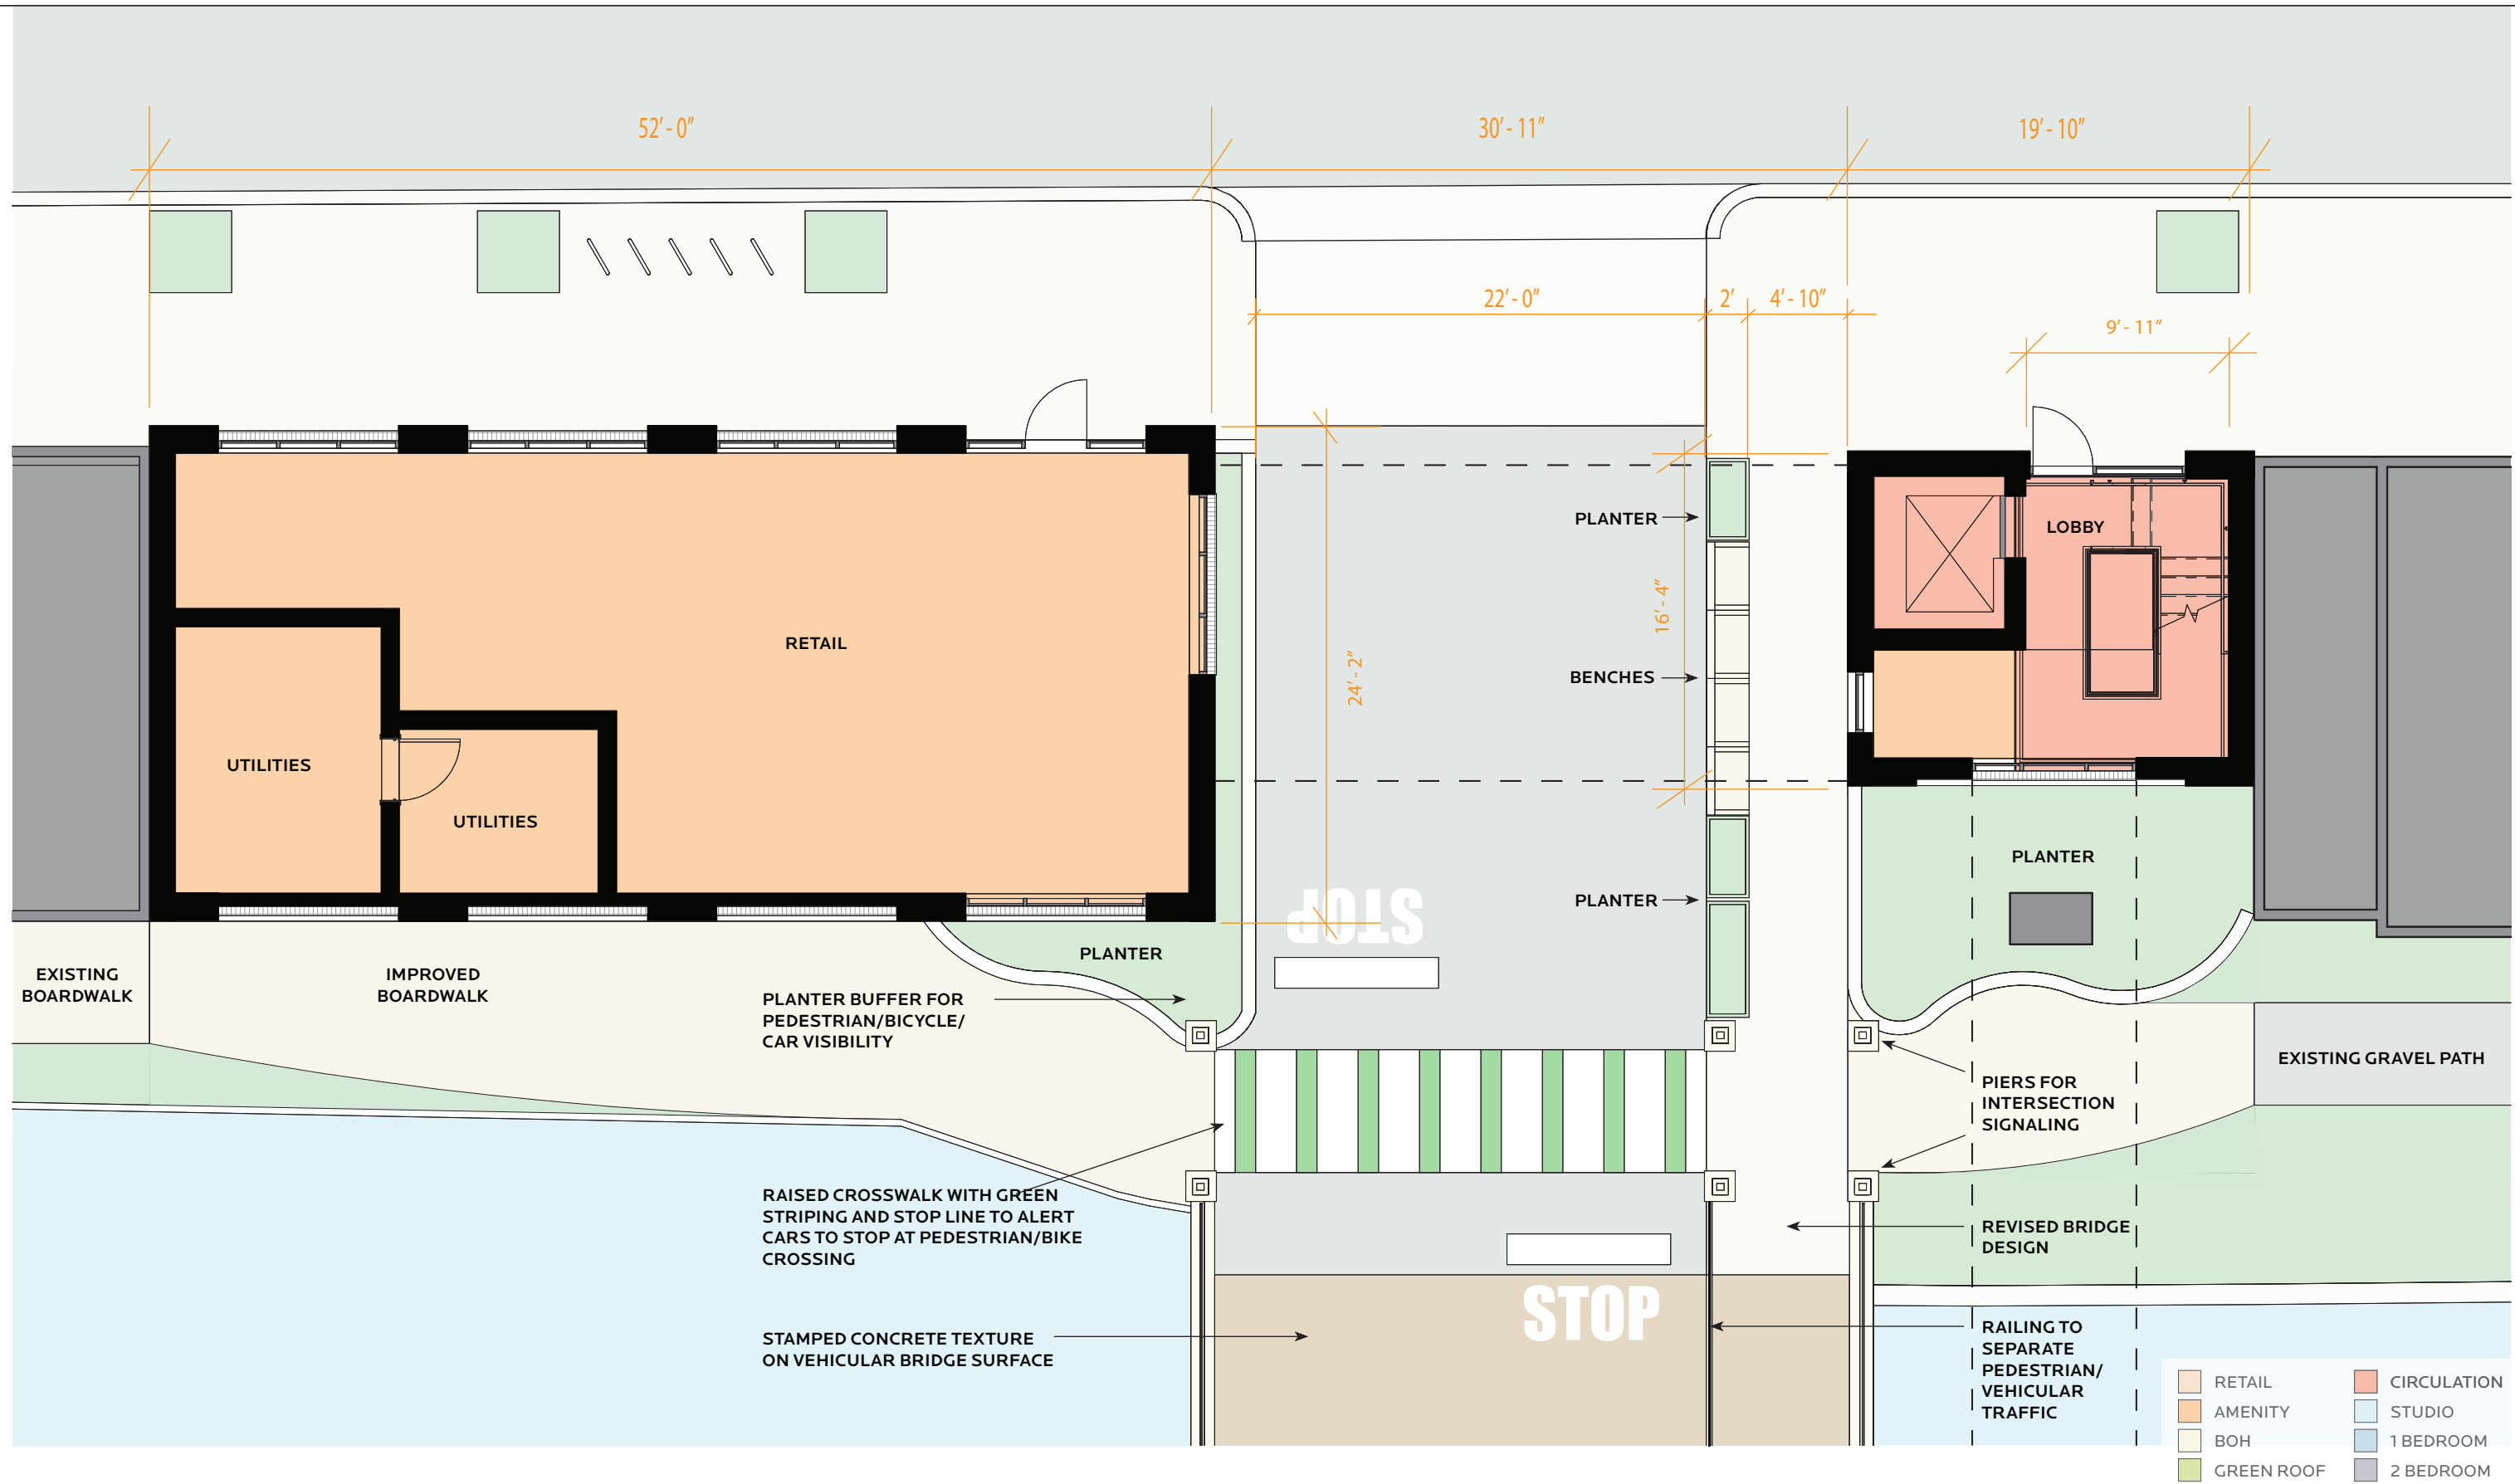 52'- 0"
30'- 11"
19'- 10"
22'- 0"
2'
4'- 10"
9'- 11"
PLANTER
LOBBY
16'- 4"
RETAIL
24'- 2"
BENCHES
UTILITIES
UTILITIES
PLANTER
PLANTER
STOP
PLANTER
EXISTING
BOARDWALK
IMPROVED
BOARDWALK
PLANTER BUFFER FOR
PEDESTRIAN/BICYCLE/
CAR VISIBILITY
EXISTING GRAVEL PATH
PIERS FOR
INTERSECTION
SIGNALING
RAISED CROSSWALK WITH GREEN
STRIPING AND STOP LINE TO ALERT
CARS TO STOP AT PEDESTRIAN/BIKE
CROSSING
REVISED BRIDGE
DESIGN
STOP
STAMPED CONCRETE TEXTURE
ON VEHICULAR BRIDGE SURFACE
RAILING TO
SEPARATE
PEDESTRIAN/
VEHICULAR
TRAFFIC
RETAIL
AMENITY
BOH
GREEN ROOF
CIRCULATION
STUDIO
1 BEDROOM
2 BEDROOM